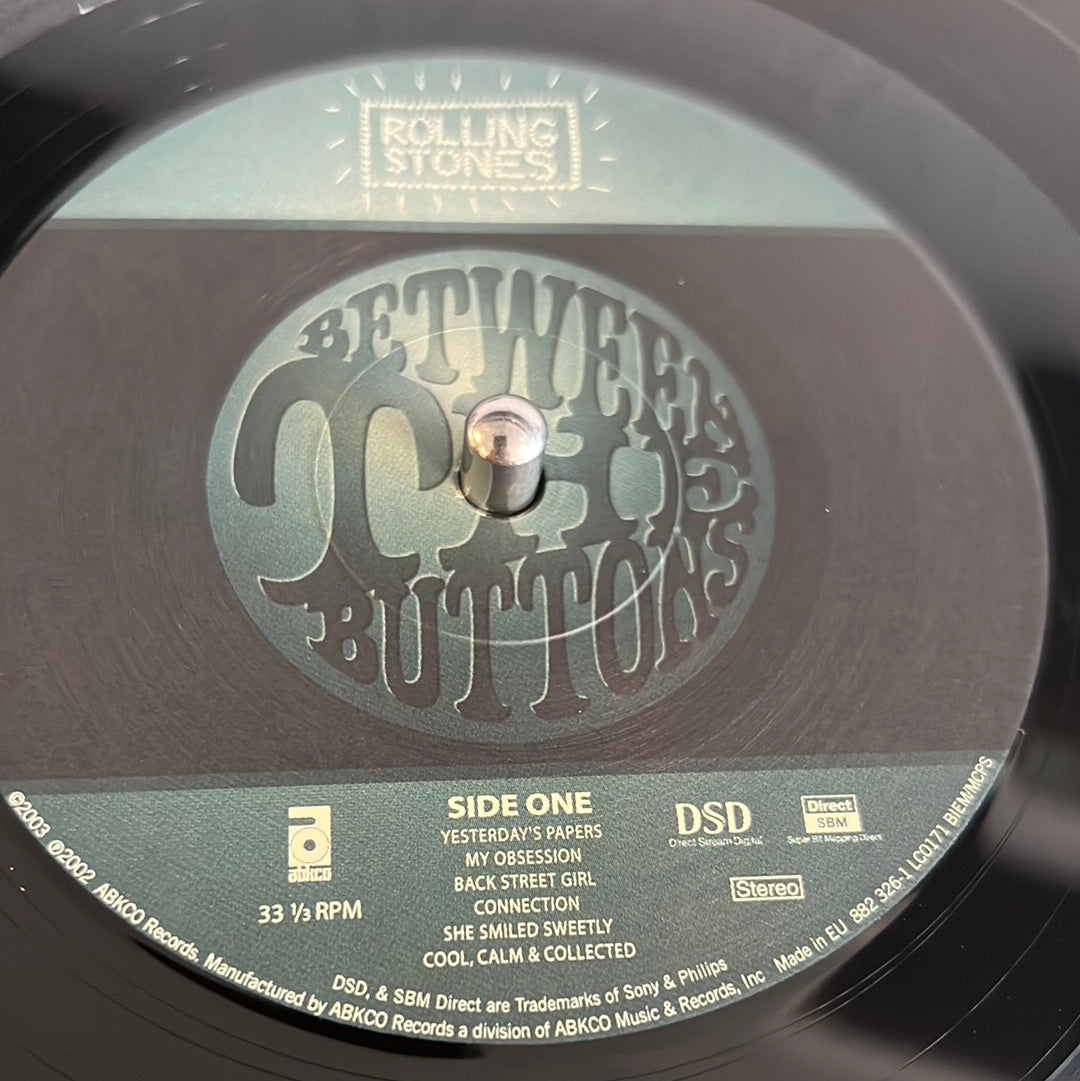 ROLLING
STONES
BETWEEN
THE
BUTTONS
SIDE ONE
YESTERDAY'S PAPERS
MY OBSESSION
BACK STREET GIRL
CONNECTION
SHE SMILED SWEETLY
COOL, CALM & COLLECTED
abkco
33 1/3 RPM
DSD
Direct Stream Digital
Direct
SBM
Super Bit Mapping Direct
Stereo
DSD, & SBM Direct are Trademarks of Sony & Philips
©2003 ℗2002 ABKCO Records. Manufactured by ABKCO Records a division of ABKCO Music & Records, Inc Made in EU 882 326-1 LC0171 BIEM/MCPS